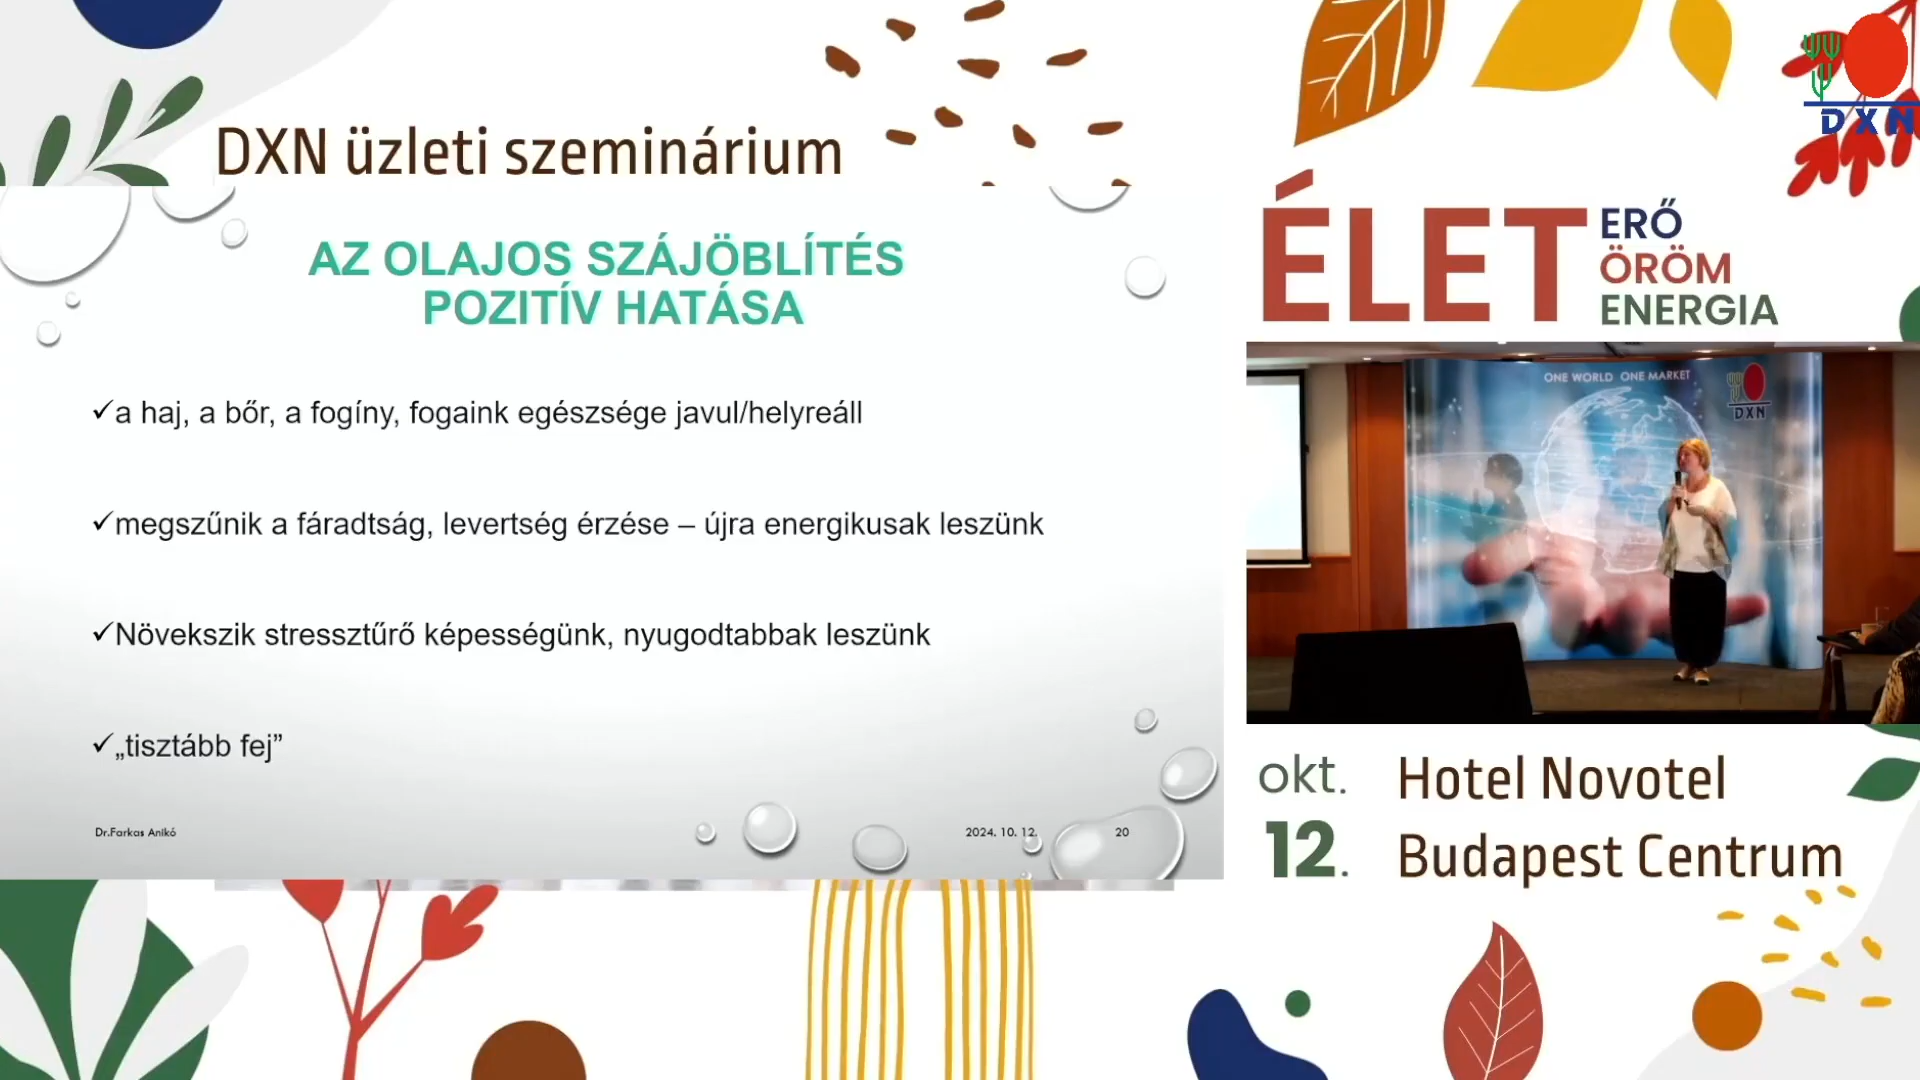 DXN üzleti szeminárium
AZ OLAJOS SZÁJÖBLÍTÉS
POZITÍV HATÁSA
✓a haj, a bőr, a fogíny, fogaink egészsége javul/helyreáll
✓megszűnik a fáradtság, levertség érzése – újra energikusak leszünk
✓Növekszik stressztűrő képességünk, nyugodtabbak leszünk
✓„tisztább fej”
Dr.Farkas Anikó
2024. 10. 12.
20
DXN
ÉLET
ERŐ
ÖRÖM
ENERGIA
ONE WORLD ONE MARKET
DXN
okt.
12.
Hotel Novotel
Budapest Centrum